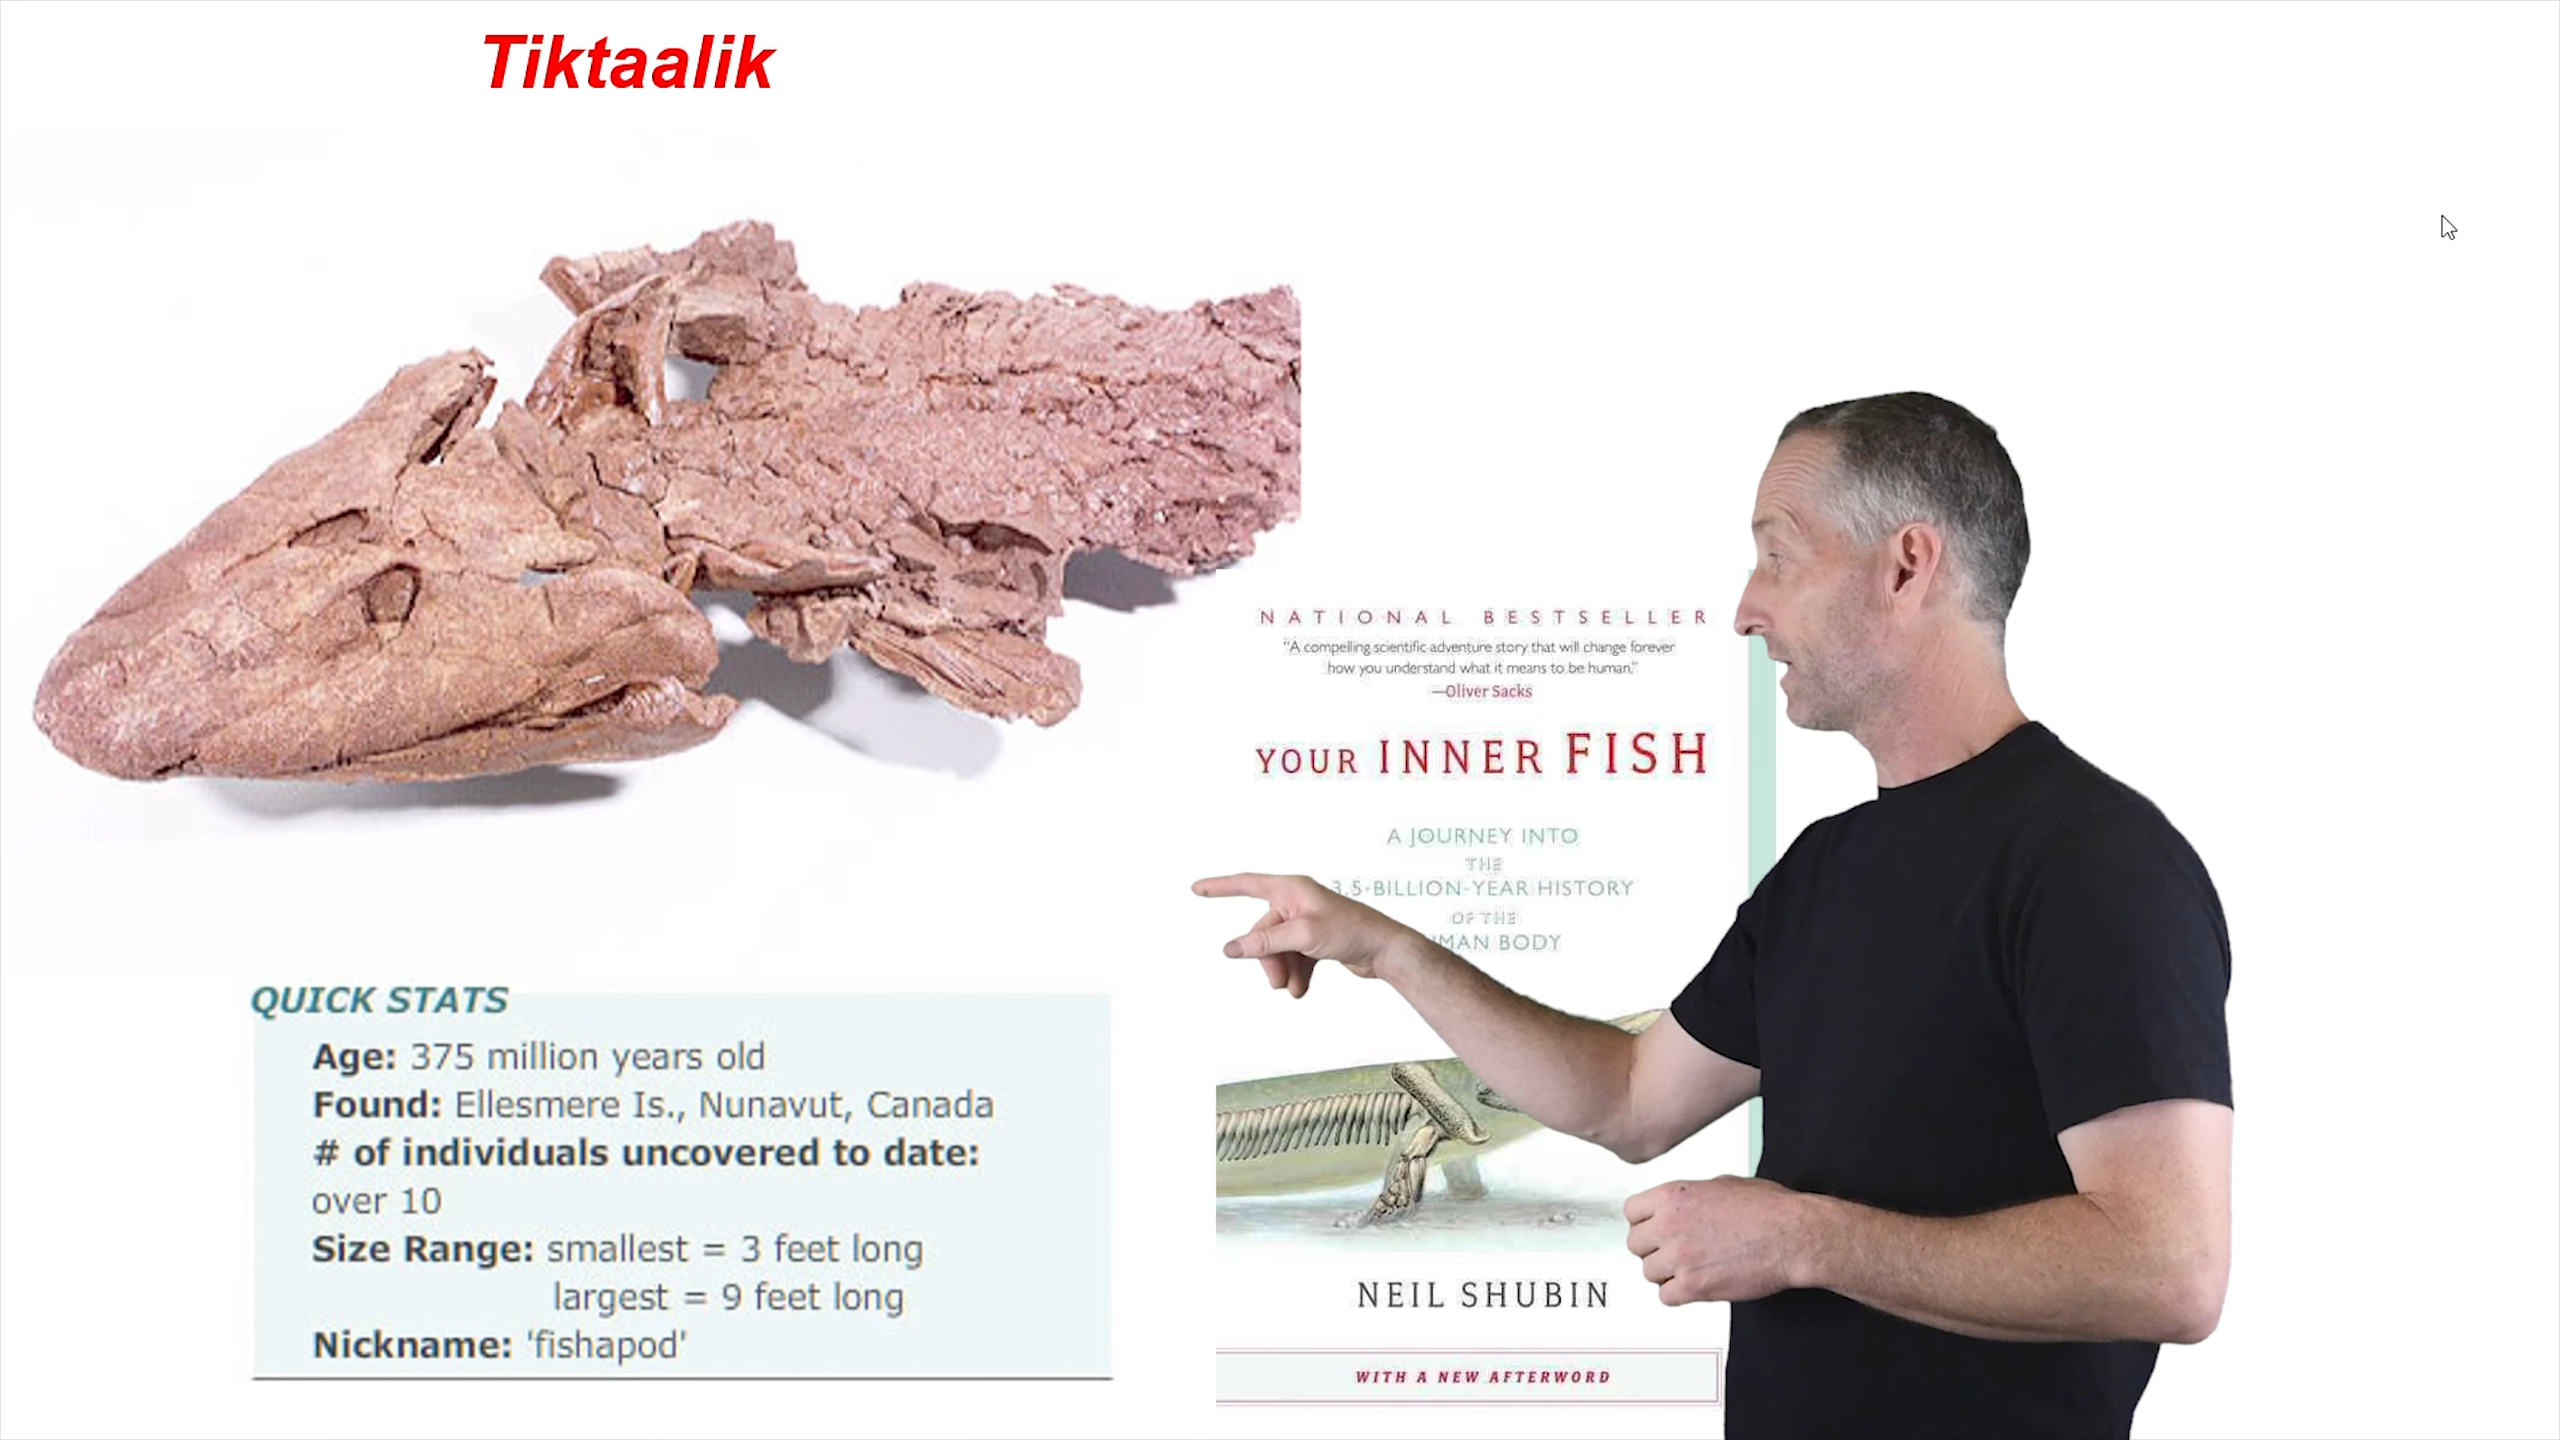 Tiktaalik
NATIONAL BESTSELLER
"A compelling scientific adventure story that will change forever
how you understand what it means to be human."
—Oliver Sacks
YOUR INNER FISH
A JOURNEY INTO
THE
3.5-BILLION-YEAR HISTORY
OF THE
BODY
NEIL SHUBIN
WITH A NEW AFTERWORD
QUICK STATS
Age: 375 million years old
Found: Ellesmere Is., Nunavut, Canada
# of individuals uncovered to date:
over 10
Size Range: smallest = 3 feet long
largest = 9 feet long
Nickname: 'fishapod'